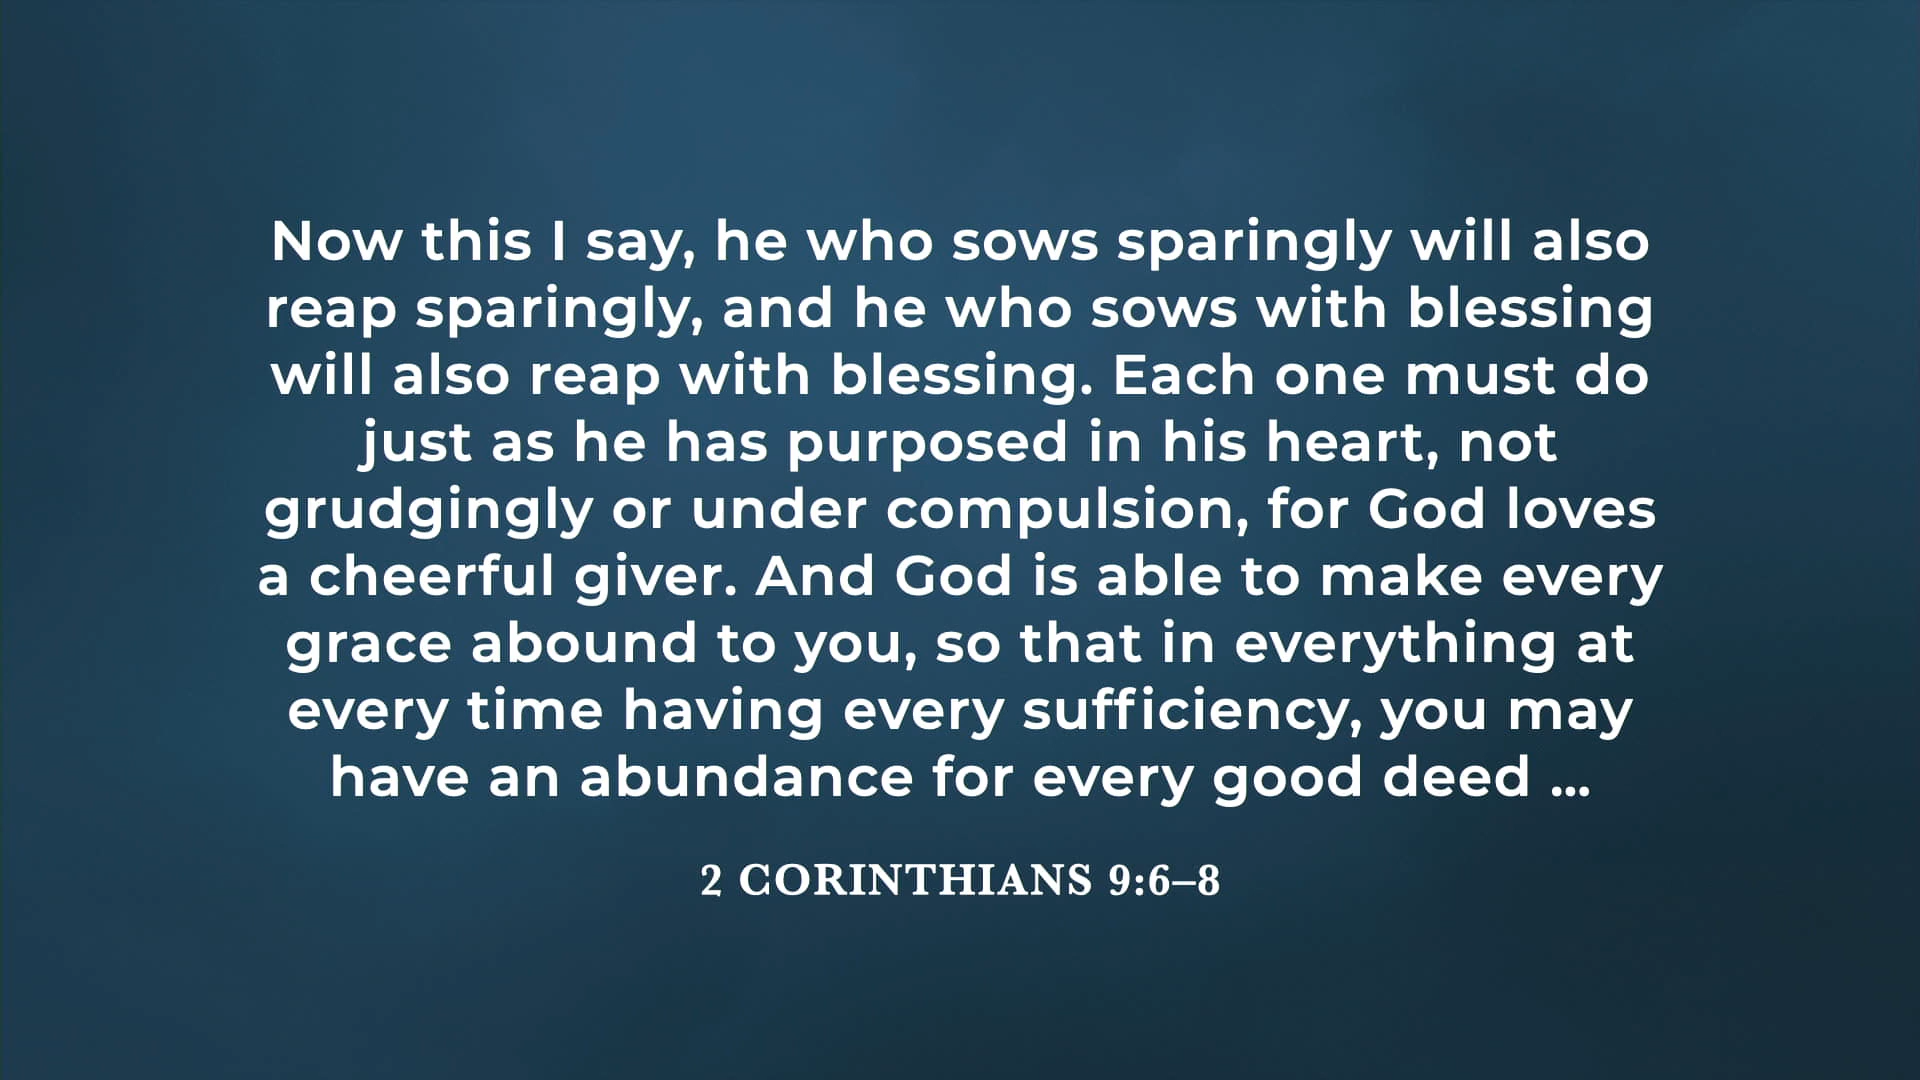 Now this I say, he who sows sparingly will also
reap sparingly, and he who sows with blessing
will also reap with blessing. Each one must do
just as he has purposed in his heart, not
grudgingly or under compulsion, for God loves
a cheerful giver. And God is able to make every
grace abound to you, so that in everything at
every time having every sufficiency, you may
have an abundance for every good deed ...
2 CORINTHIANS 9:6–8